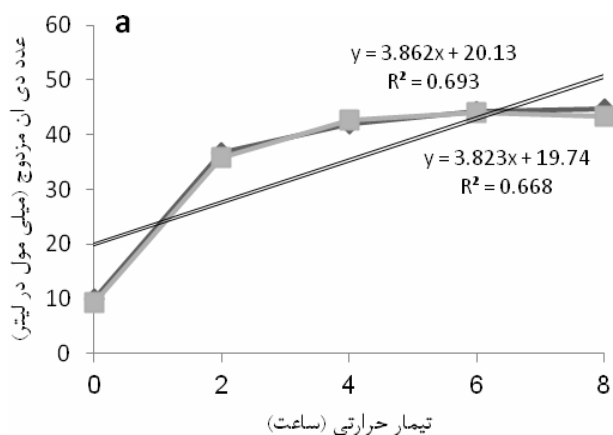 a
y = 3.862x + 20.13
R² = 0.693
y = 3.823x + 19.74
R² = 0.668
عدد دی ان مزدوج (میلی مول در لیتر)
60
50
40
30
20
10
0
0 2 4 6 8
تیمار حرارتی (ساعت)